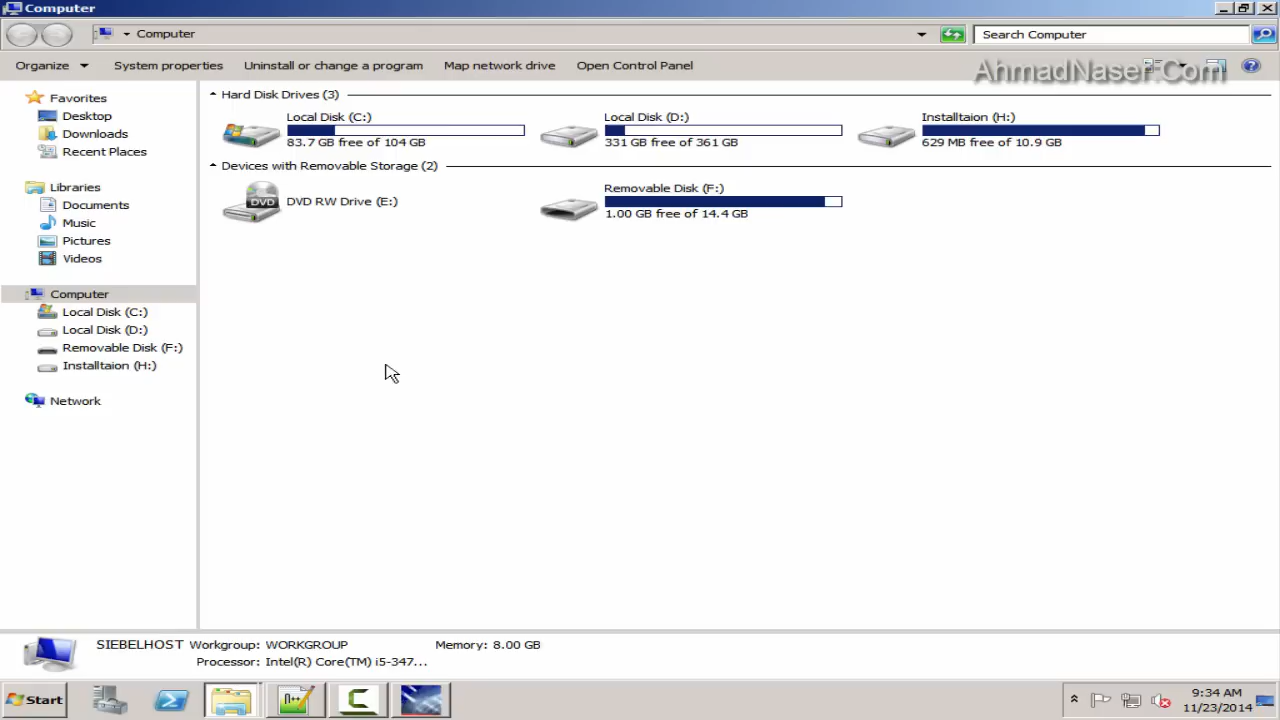 Computer
Computer
Search Computer
Organize
System properties
Uninstall or change a program
Map network drive
Open Control Panel
AhmadNaser.Com
Favorites
Desktop
Downloads
Recent Places
Libraries
Documents
Music
Pictures
Videos
Computer
Local Disk (C:)
Local Disk (D:)
Removable Disk (F:)
Installtaion (H:)
Network
Hard Disk Drives (3)
Local Disk (C:)
83.7 GB free of 104 GB
Local Disk (D:)
331 GB free of 361 GB
Installtaion (H:)
629 MB free of 10.9 GB
Devices with Removable Storage (2)
DVD
DVD RW Drive (E:)
Removable Disk (F:)
1.00 GB free of 14.4 GB
SIEBELHOST Workgroup: WORKGROUP Memory: 8.00 GB
Processor: Intel(R) Core(TM) i5-347...
Start
n++
C
9:34 AM
11/23/2014